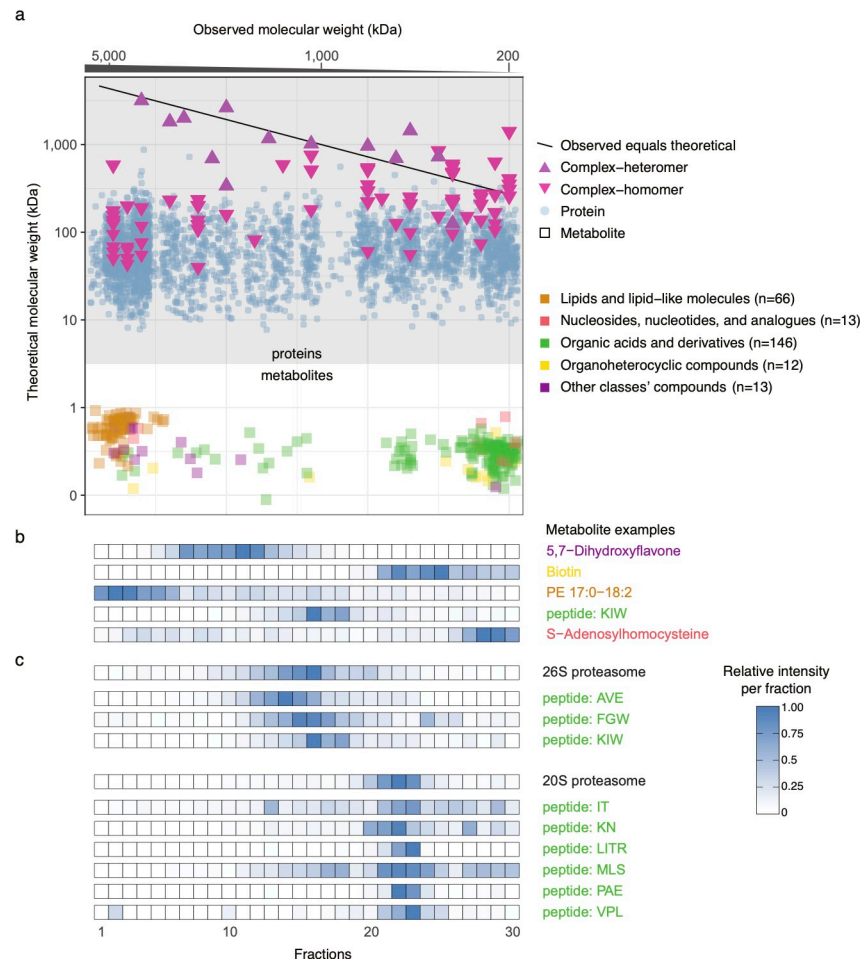 a
Observed molecular weight (kDa)
5,000 1,000 200
Theoretical molecular weight (kDa)
1,000
100
10
1
0
proteins
metabolites
Observed equals theoretical
Complex−heteromer
Complex−homomer
Protein
Metabolite
Lipids and lipid−like molecules (n=66)
Nucleosides, nucleotides, and analogues (n=13)
Organic acids and derivatives (n=146)
Organoheterocyclic compounds (n=12)
Other classes' compounds (n=13)
b
Metabolite examples
5,7−Dihydroxyflavone
Biotin
PE 17:0−18:2
peptide: KIW
S−Adenosylhomocysteine
c
26S proteasome
peptide: AVE
peptide: FGW
peptide: KIW
20S proteasome
peptide: IT
peptide: KN
peptide: LITR
peptide: MLS
peptide: PAE
peptide: VPL
1 10 20 30
Fractions
Relative intensity
per fraction
1.00
0.75
0.50
0.25
0